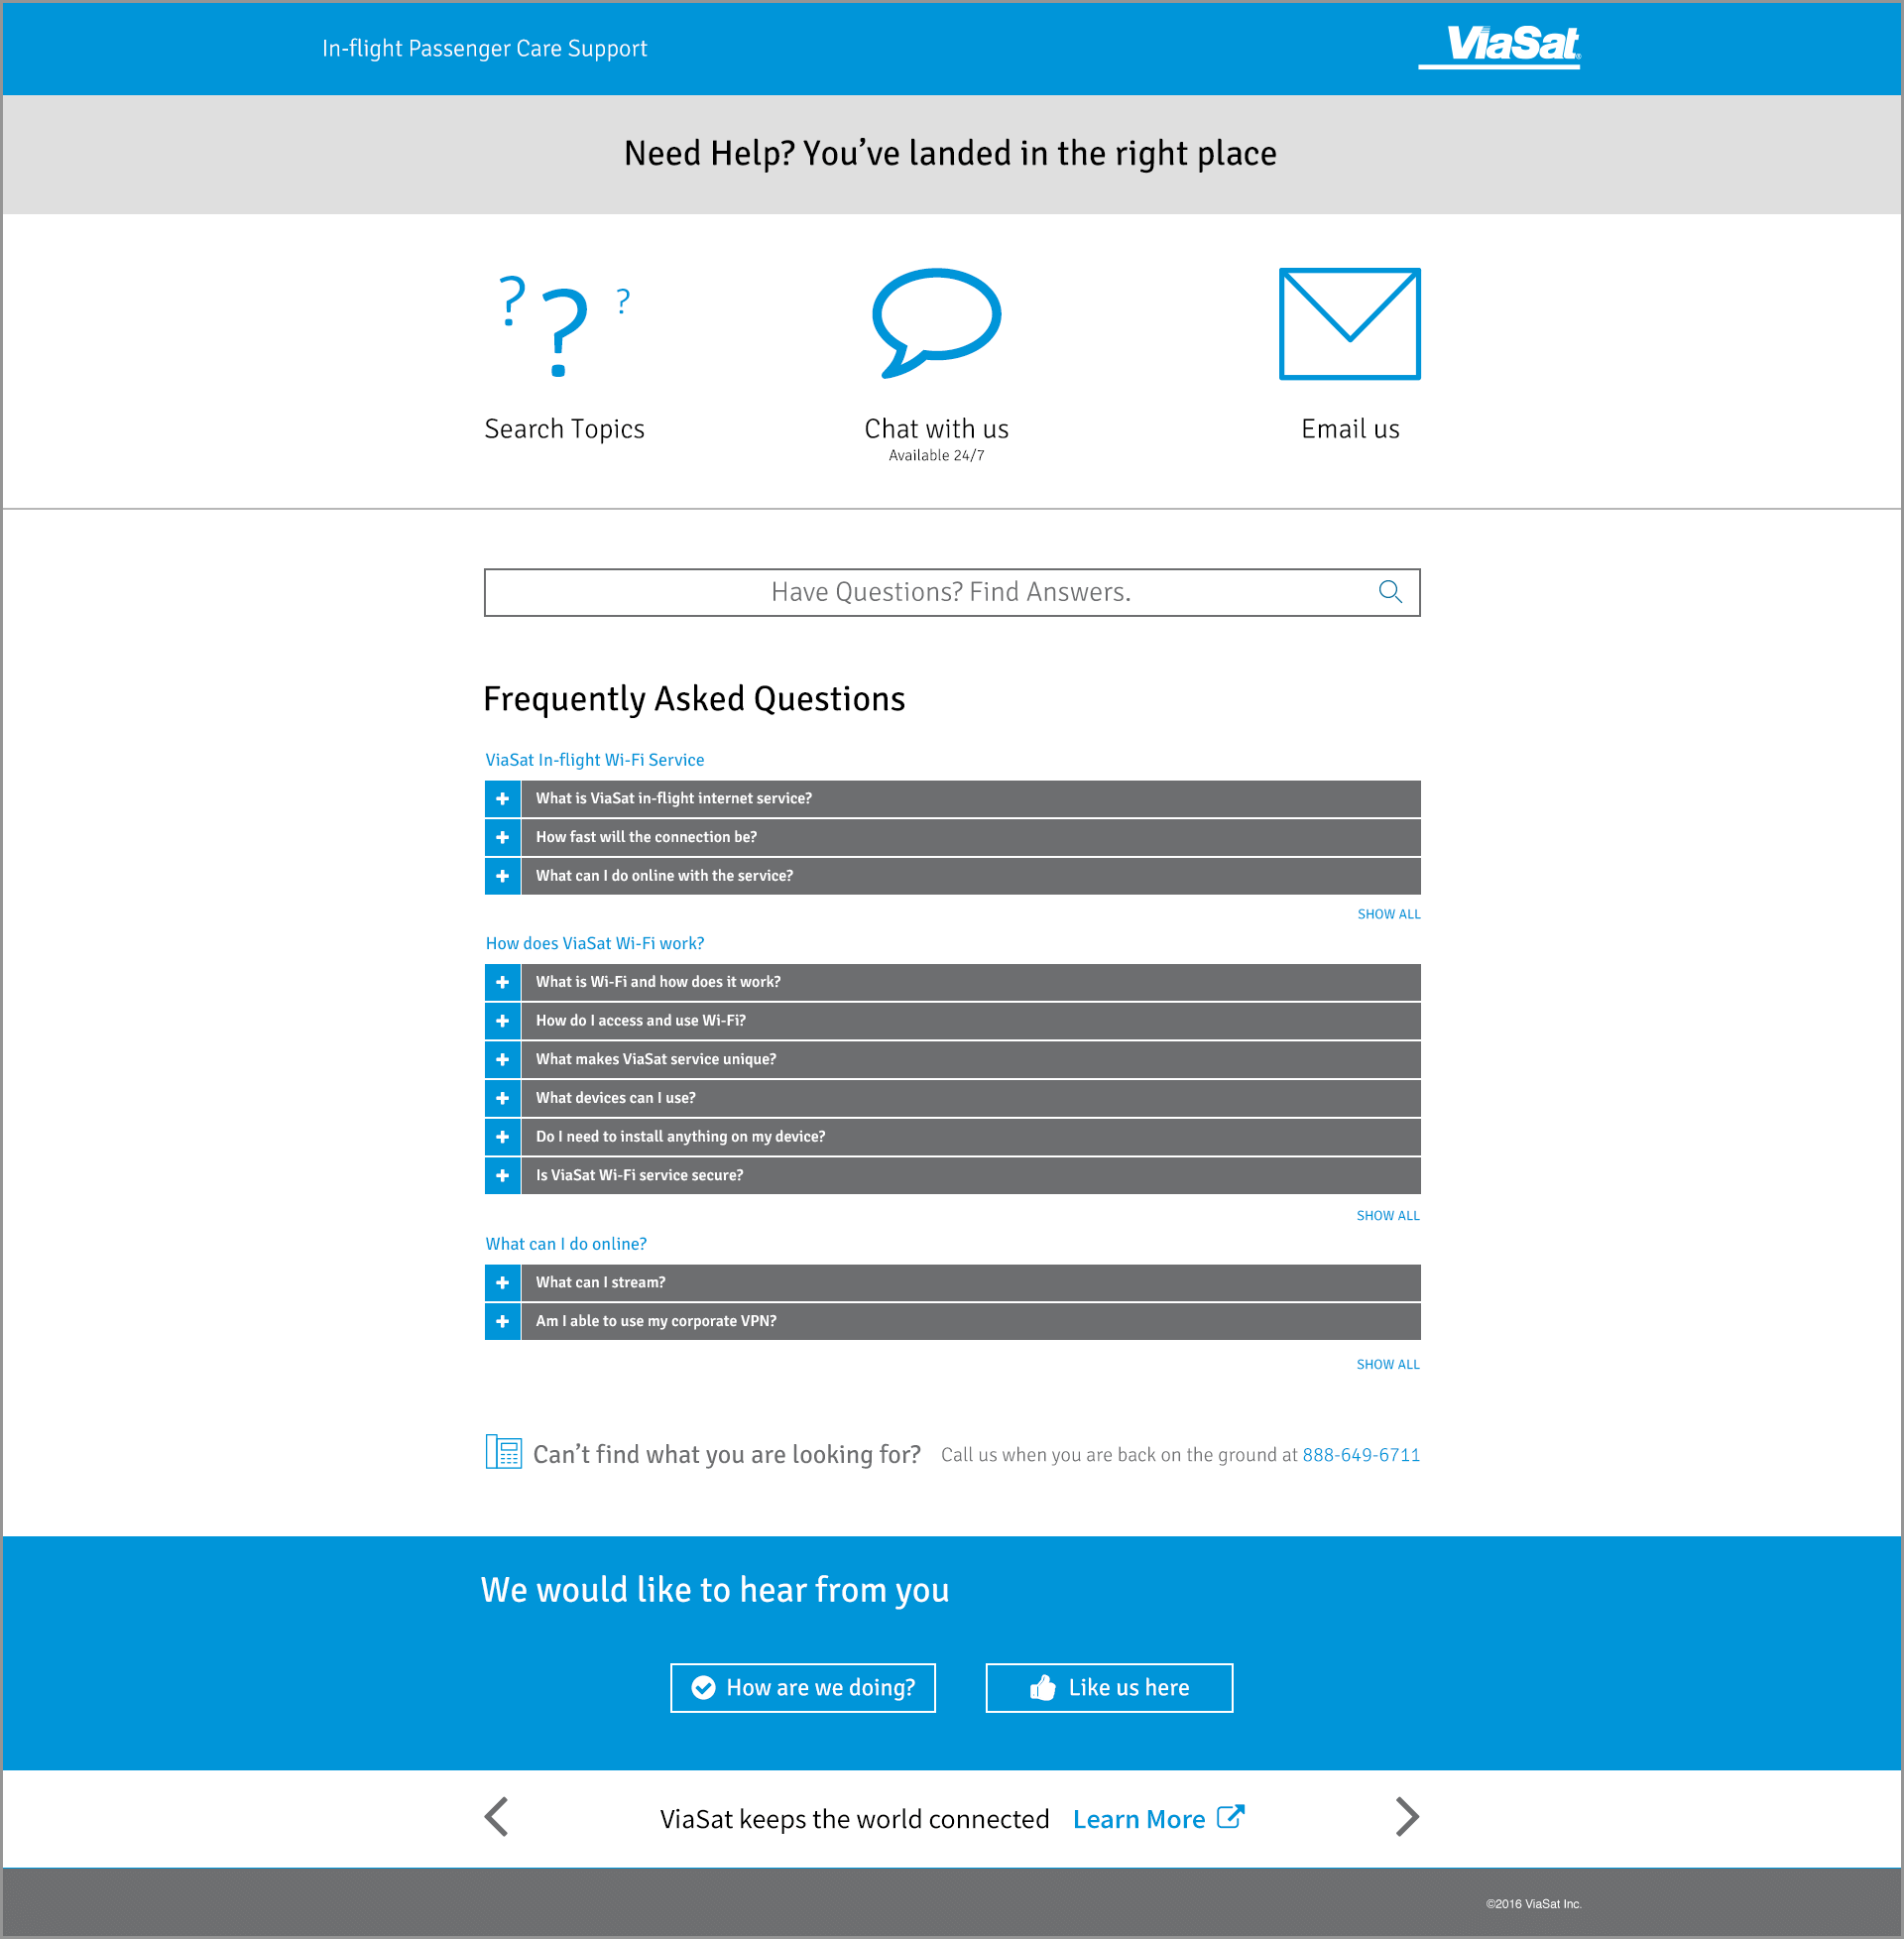 In-flight Passenger Care Support
ViaSat®
Need Help? You’ve landed in the right place
? ? ?
Search Topics
Chat with us
Available 24/7
Email us
Have Questions? Find Answers.
Frequently Asked Questions
ViaSat In-flight Wi-Fi Service
What is ViaSat in-flight internet service?
How fast will the connection be?
What can I do online with the service?
SHOW ALL
How does ViaSat Wi-Fi work?
What is Wi-Fi and how does it work?
How do I access and use Wi-Fi?
What makes ViaSat service unique?
What devices can I use?
Do I need to install anything on my device?
Is ViaSat Wi-Fi service secure?
SHOW ALL
What can I do online?
What can I stream?
Am I able to use my corporate VPN?
SHOW ALL
Can’t find what you are looking for? Call us when you are back on the ground at 888-649-6711
We would like to hear from you
How are we doing?
Like us here
ViaSat keeps the world connected Learn More
©2016 ViaSat Inc.